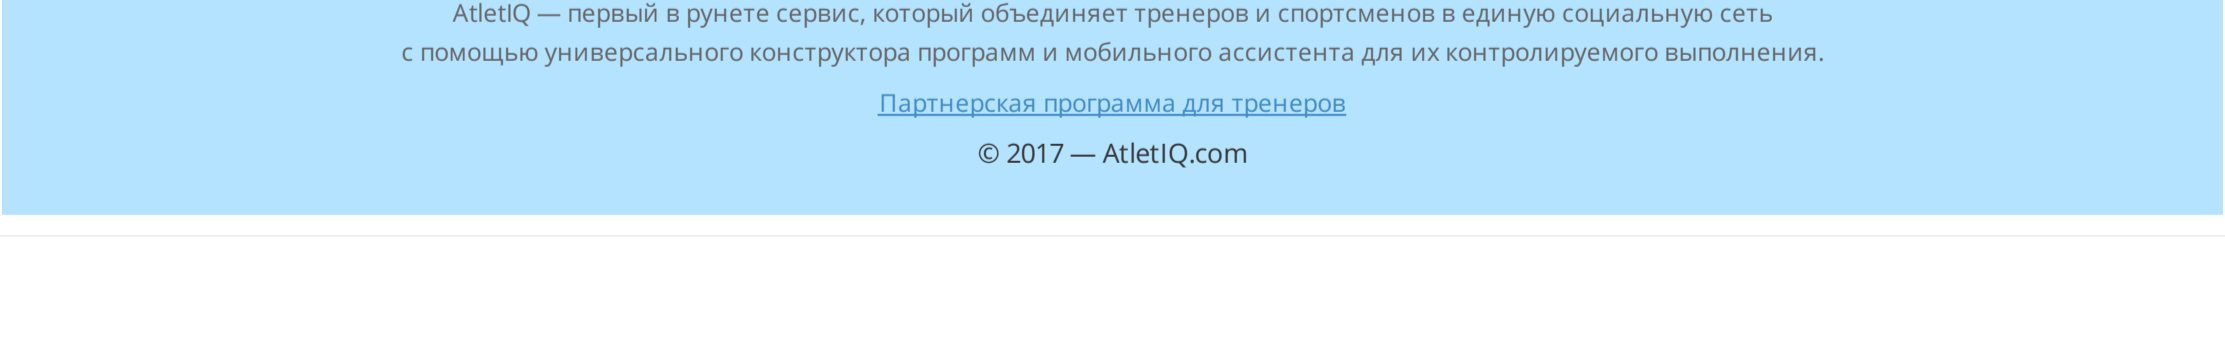 AtletIQ — первый в рунете сервис, который объединяет тренеров и спортсменов в единую социальную сеть
с помощью универсального конструктора программ и мобильного ассистента для их контролируемого выполнения.
Партнерская программа для тренеров
© 2017 — AtletIQ.com